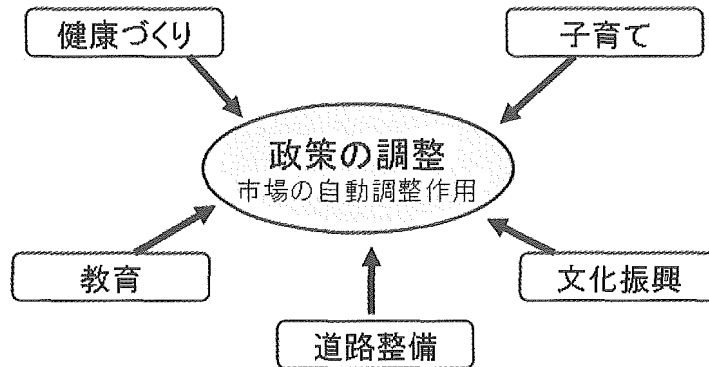 健康づくり
子育て
政策の調整
市場の自動調整作用
教育
文化振興
道路整備